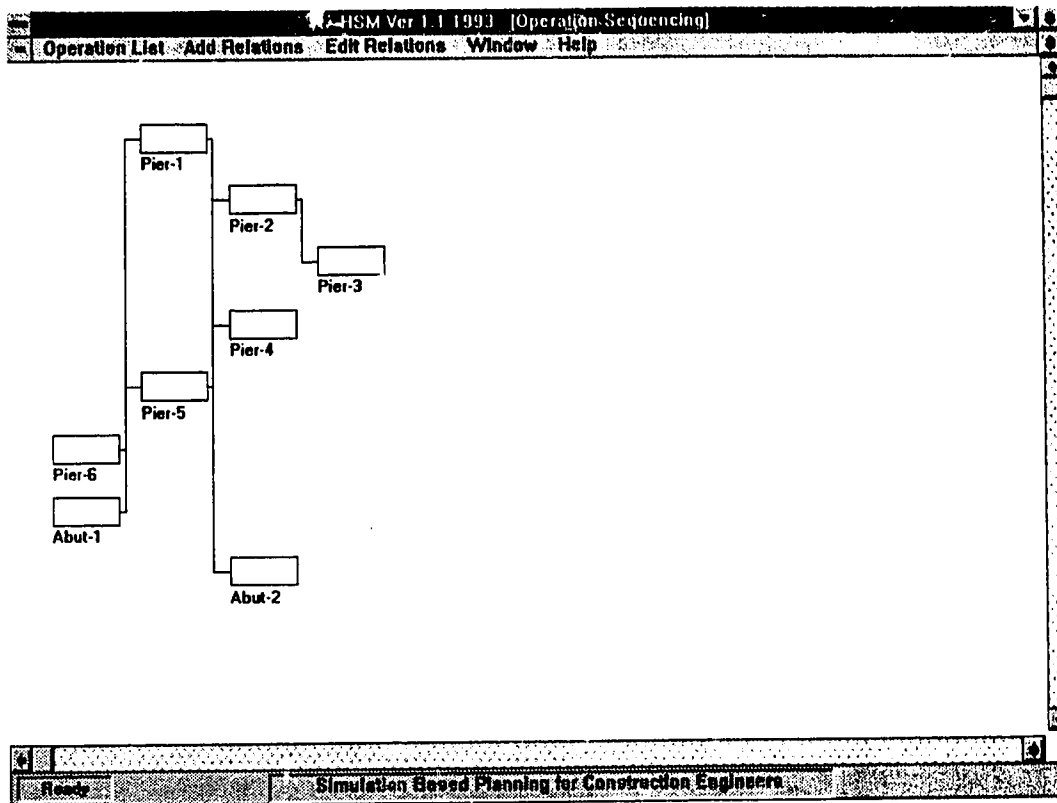 HSM Ver 1.1 1993 [Operation Sequencing]
Operation List Add Relations Edit Relations Window Help
Pier-1
Pier-2
Pier-3
Pier-4
Pier-5
Pier-6
Abut-1
Abut-2
Ready
Simulation Based Planning for Construction Engineers